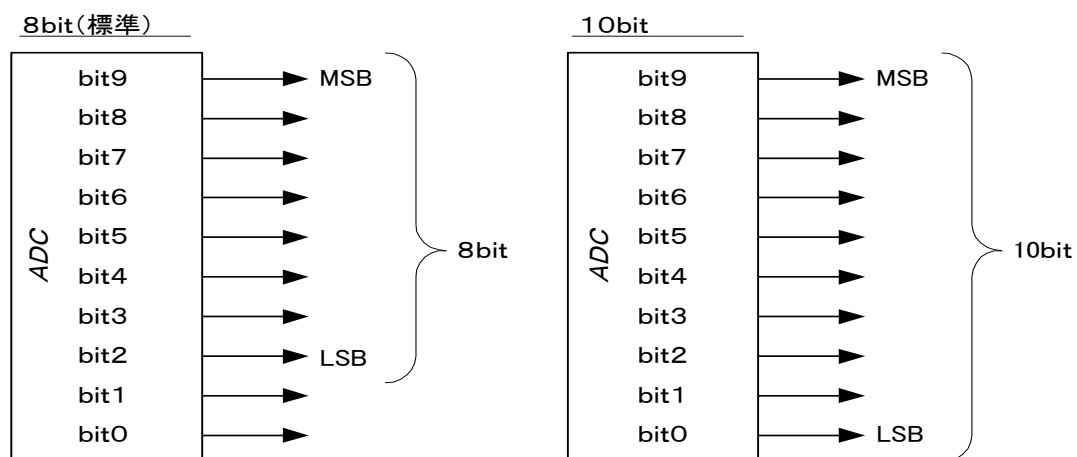 8bit(標準)
bit9
MSB
bit8
bit7
bit6
bit5
bit4
bit3
bit2
LSB
bit1
bit0
ADC
8bit
10bit
bit9
MSB
bit8
bit7
bit6
bit5
bit4
bit3
bit2
bit1
bit0
LSB
ADC
10bit